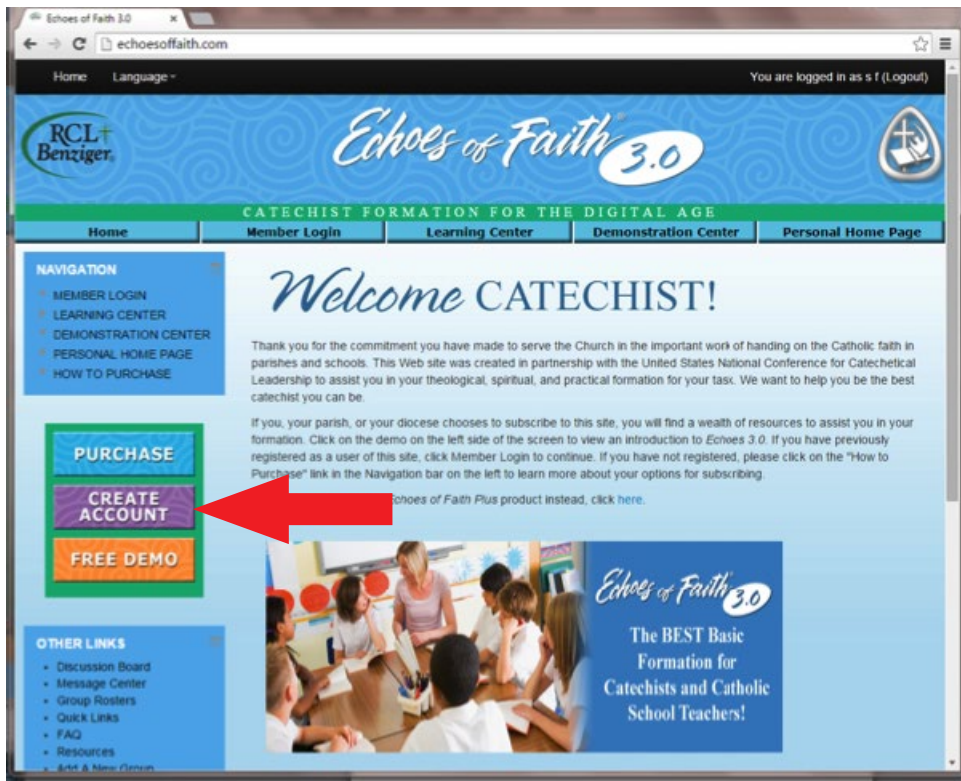 Echoes of Faith 3.0
echoesoffaith.com
Home Language
You are logged in as s f (Logout)
RCL
Benziger
Echoes of Faith 3.0
CATECHIST FORMATION FOR THE DIGITAL AGE
Home Member Login Learning Center Demonstration Center Personal Home Page
NAVIGATION
MEMBER LOGIN
LEARNING CENTER
DEMONSTRATION CENTER
PERSONAL HOME PAGE
HOW TO PURCHASE
PURCHASE
CREATE
ACCOUNT
FREE DEMO
OTHER LINKS
Discussion Board
Message Center
Group Rosters
Quick Links
FAQ
Resources
Add A New Group
Welcome CATECHIST!
Thank you for the commitment you have made to serve the Church in the important work of handing on the Catholic faith in
parishes and schools. This Web site was created in partnership with the United States National Conference for Catechetical
Leadership to assist you in your theological, spiritual, and practical formation for your task. We want to help you be the best
catechist you can be.
If you, your parish, or your diocese chooses to subscribe to this site, you will find a wealth of resources to assist you in your
formation. Click on the demo on the left side of the screen to view an introduction to Echoes 3.0. If you have previously
registered as a user of this site, click Member Login to continue. If you have not registered, please click on the "How to
Purchase" link in the Navigation bar on the left to learn more about your options for subscribing.
Echoes of Faith Plus product instead, click here.
Echoes of Faith 3.0
The BEST Basic
Formation for
Catechists and Catholic
School Teachers!